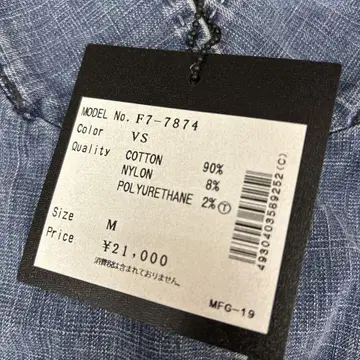 MODEL No. F7-7874
Color VS
Quality COTTON 90%
NYLON 8%
POLYURETHANE 2% Ⓣ
Size M
Price ¥21,000
消費税は含まれておりません。
MFG-19
4930403589252(C)